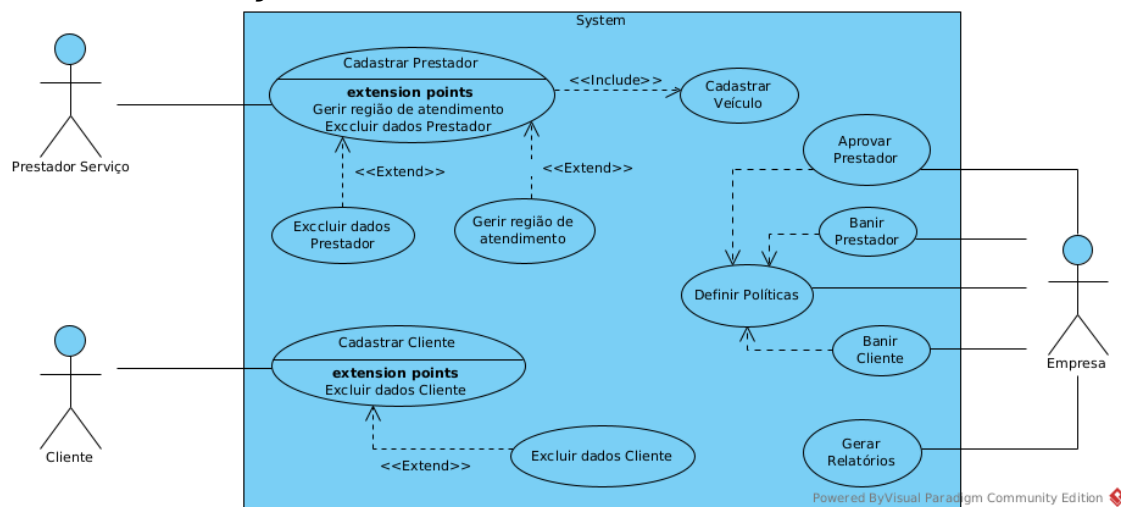 System
Cadastrar Prestador
extension points
Gerir região de atendimento
Exccluir dados Prestador
<<Include>>
Cadastrar
Veículo
Prestador Serviço
<<Extend>>
<<Extend>>
Aprovar
Prestador
Exccluir dados
Prestador
Gerir região de
atendimento
Banir
Prestador
Definir Políticas
Cadastrar Cliente
extension points
Excluir dados Cliente
Banir
Cliente
Empresa
Cliente
<<Extend>>
Excluir dados Cliente
Gerar
Relatórios
Powered ByVisual Paradigm Community Edition